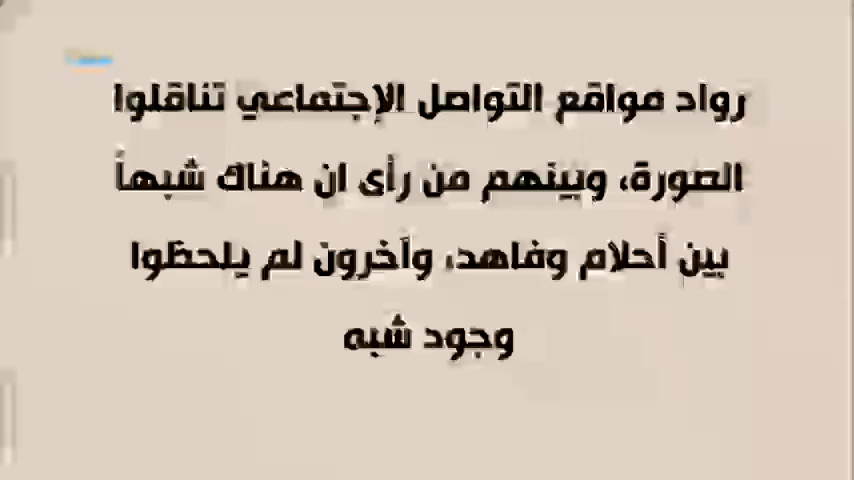 رواد مواقع التواصل الإجتماعي تناقلوا
الصورة، وبينهم من رأى ان هناك شبهاً
بين أحلام وفاهد، وآخرون لم يلحظوا
وجود شبه